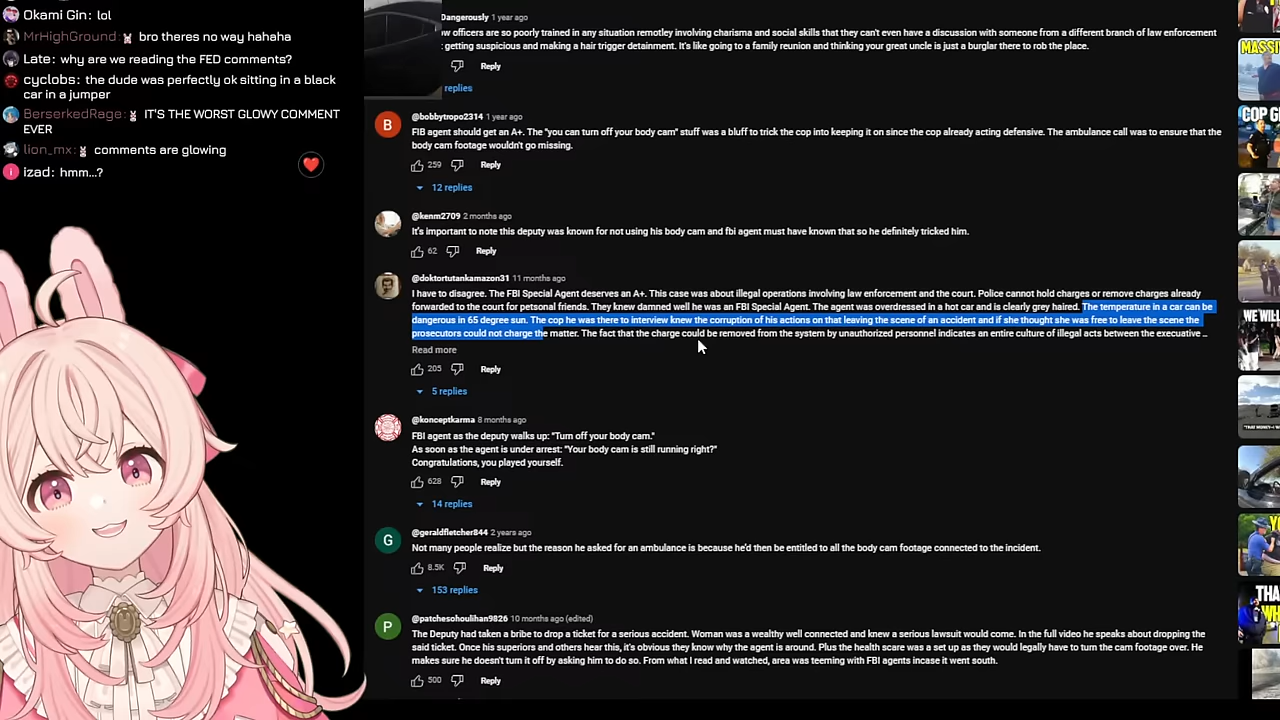 Okami Gin: lol
MrHighGround: bro theres no way hahaha
Late: why are we reading the FED comments?
cyclobs: the dude was perfectly ok sitting in a black
car in a jumper
BerserkedRage: IT'S THE WORST GLOWY COMMENT
EVER
lion_mx: comments are glowing
izad: hmm...?
Dangerously 1 year ago
ow officers are so poorly trained in any situation remotley involving charisma and social skills that they can't even have a discussion with someone from a different branch of law enforcement
getting suspicious and making a hair trigger detainment. It's like going to a family reunion and thinking your great uncle is just a burglar there to rob the place.
Reply
replies
B
@bobbytropo2314 1 year ago
FIB agent should get an A+. The "you can turn off your body cam" stuff was a bluff to trick the cop into keeping it on since the cop already acting defensive. The ambulance call was to ensure that the
body cam footage wouldn't go missing.
259 Reply
12 replies
@kenm2709 2 months ago
It's important to note this deputy was known for not using his body cam and fbi agent must have known that so he definitely tricked him.
62 Reply
@doktortutankamazon31 11 months ago
I have to disagree. The FBI Special Agent deserves an A+. This case was about illegal operations involving law enforcement and the court. Police cannot hold charges or remove charges already
forwarded to the court for petsonal friends. They knew damned well he was an FBI Special Agent. The agent was overdressed in a hot car and is clearly grey haired. The temperature in a car can be
dangerous in 65 degree sun. The cop he was there to interview knew the corruption of his actions on that leaving the scene of an accident and if she thought she was free to leave the scene the
prosecutors could not charge the matter. The fact that the charge could be removed from the system by unauthorized personnel indicates an entire culture of illegal acts between the execuative ...
Read more
205 Reply
5 replies
@konceptkarma 8 months ago
FBI agent as the deputy walks up: "Turn off your body cam."
As soon as the agent is under arrest: "Your body cam is still running right?"
Congratulations, you played yourself.
628 Reply
14 replies
G
@geraldfletcher844 2 years ago
Not many people realize but the reason he asked for an ambulance is because he'd then be entitled to all the body cam footage connected to the incident.
8.5K Reply
153 replies
P
@patchesohoulihan9826 10 months ago (edited)
The Deputy had taken a bribe to drop a ticket for a serious accident. Woman was a wealthy well connected and knew a serious lawsuit would come. In the full video he speaks about dropping the
said ticket. Once his superiors and others hear this, it's obvious they know why the agent is around. Plus the health scare was a set up as they would legally have to turn the cam footage over. He
makes sure he doesn't turn it off by asking him to do so. From what I read and watched, area was teeming with FBI agents incase it went south.
500 Reply
MASSI
COP G
WE WILL
THA
WH